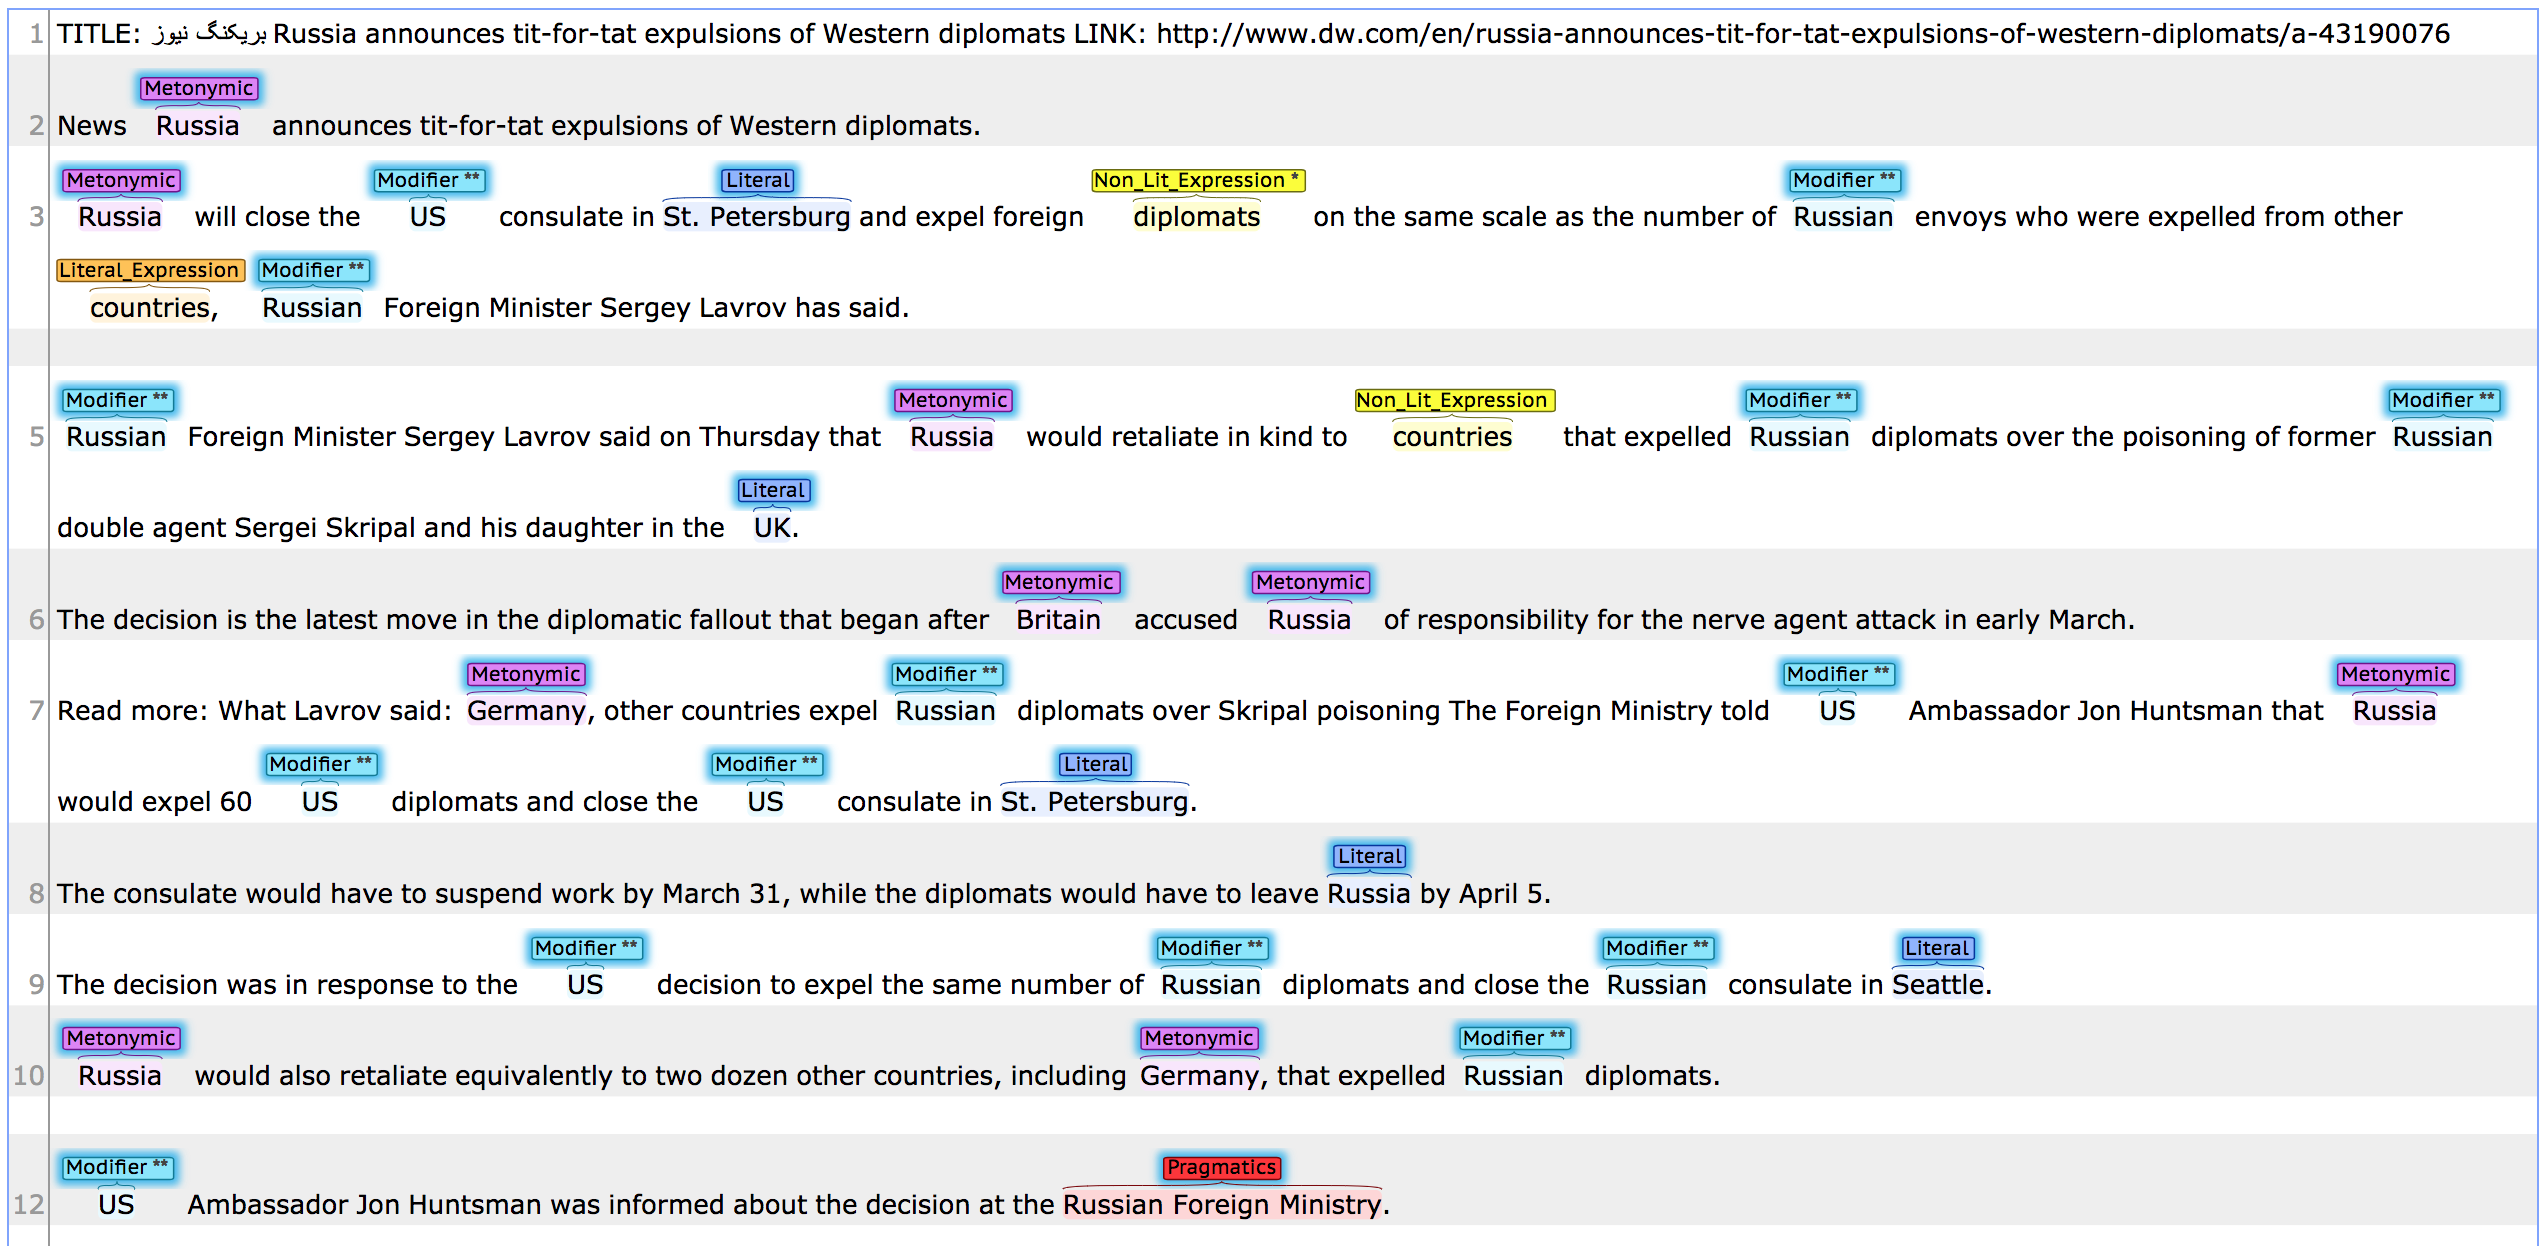 1 TITLE: بریکنگ نیوز Russia announces tit-for-tat expulsions of Western diplomats LINK: http://www.dw.com/en/russia-announces-tit-for-tat-expulsions-of-western-diplomats/a-43190076
Metonymic
2 News Russia announces tit-for-tat expulsions of Western diplomats.
Metonymic Modifier ** Literal Non_Lit_Expression * Modifier **
3 Russia will close the US consulate in St. Petersburg and expel foreign diplomats on the same scale as the number of Russian envoys who were expelled from other
Literal_Expression Modifier **
countries, Russian Foreign Minister Sergey Lavrov has said.
Modifier ** Metonymic Non_Lit_Expression Modifier ** Modifier **
5 Russian Foreign Minister Sergey Lavrov said on Thursday that Russia would retaliate in kind to countries that expelled Russian diplomats over the poisoning of former Russian
Literal
double agent Sergei Skripal and his daughter in the UK.
Metonymic Metonymic
6 The decision is the latest move in the diplomatic fallout that began after Britain accused Russia of responsibility for the nerve agent attack in early March.
Metonymic Modifier ** Modifier ** Metonymic
7 Read more: What Lavrov said: Germany, other countries expel Russian diplomats over Skripal poisoning The Foreign Ministry told US Ambassador Jon Huntsman that Russia
Modifier ** Modifier ** Literal
would expel 60 US diplomats and close the US consulate in St. Petersburg.
Literal
8 The consulate would have to suspend work by March 31, while the diplomats would have to leave Russia by April 5.
Modifier ** Modifier ** Modifier ** Literal
9 The decision was in response to the US decision to expel the same number of Russian diplomats and close the Russian consulate in Seattle.
Metonymic Metonymic Modifier **
10 Russia would also retaliate equivalently to two dozen other countries, including Germany, that expelled Russian diplomats.
Modifier ** Pragmatics
12 US Ambassador Jon Huntsman was informed about the decision at the Russian Foreign Ministry.